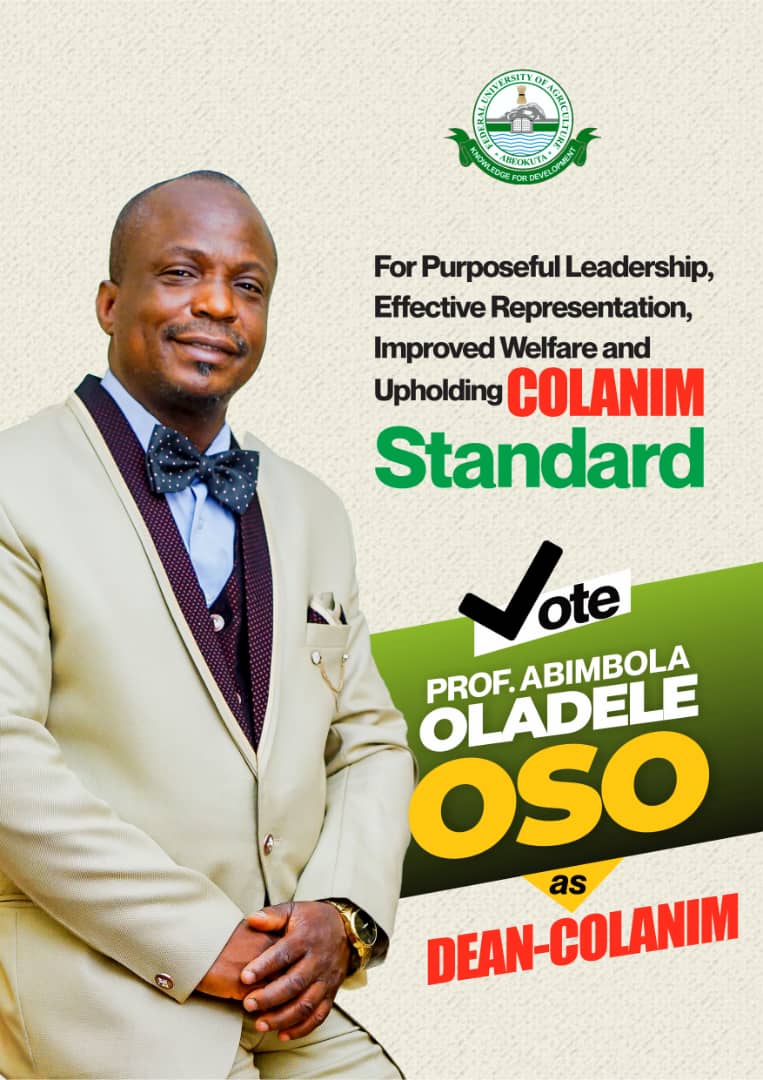 FEDERAL UNIVERSITY OF AGRICULTURE
• ABEOKUTA •
KNOWLEDGE FOR DEVELOPMENT
For Purposeful Leadership,
Effective Representation,
Improved Welfare and
Upholding COLANIM
Standard
Vote
PROF. ABIMBOLA
OLADELE
OSO
as
DEAN-COLANIM